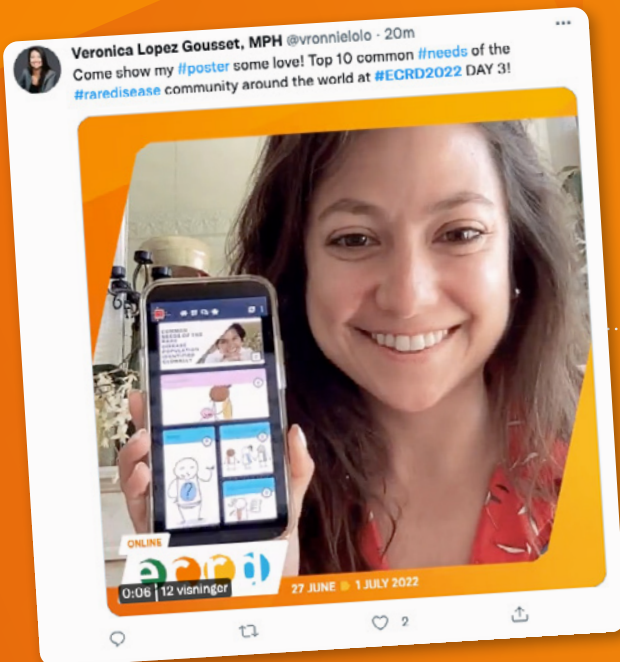 Veronica Lopez Gousset, MPH @vronnielolo · 20m
Come show my #poster some love! Top 10 common #needs of the
#raredisease community around the world at #ECRD2022 DAY 3!
COMMON
NEEDS OF THE
RARE
DISEASE
POPULATION
IDENTIFIED
GLOBALLY
?
ONLINE
ecrd
0:06 | 12 visninger
27 JUNE 1 JULY 2022
2